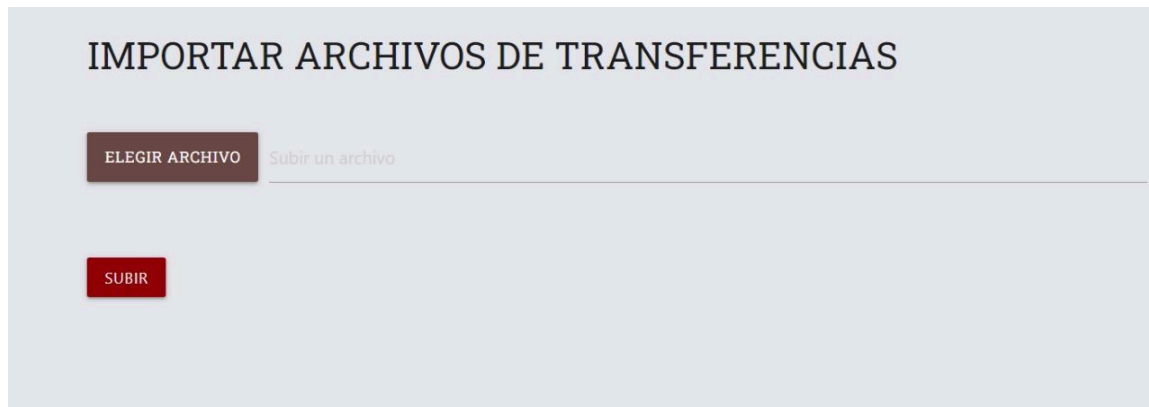 IMPORTAR ARCHIVOS DE TRANSFERENCIAS
ELEGIR ARCHIVO Subir un archivo
SUBIR